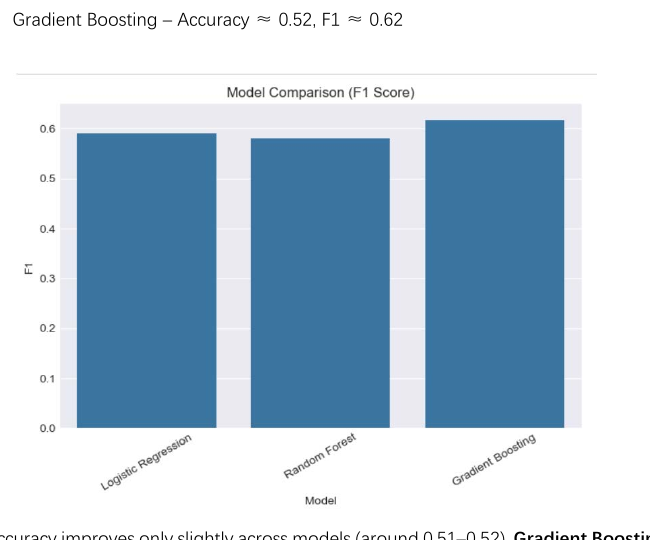 Gradient Boosting – Accuracy ≈ 0.52, F1 ≈ 0.62
Model Comparison (F1 Score)
0.6
0.5
0.4
0.3
0.2
0.1
0.0
F1
Logistic Regression
Random Forest
Gradient Boosting
Model
ccuracy improves only slightly across models (around 0.51–0.52), Gradient Boostin